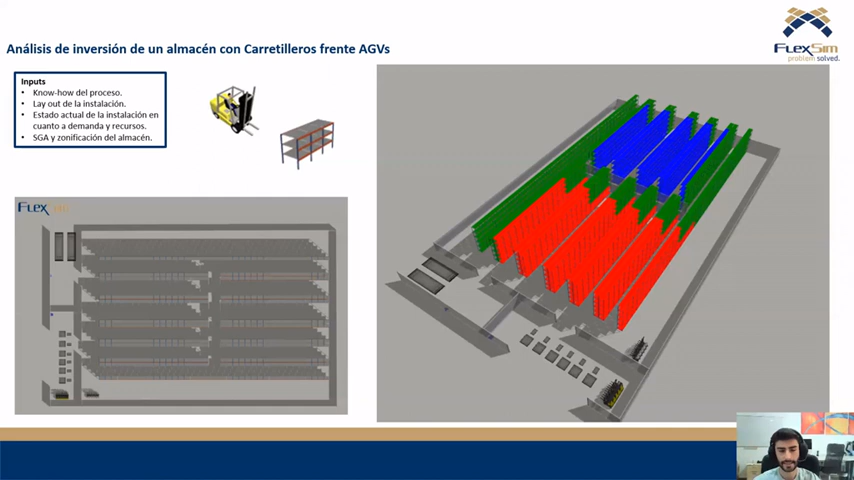 Análisis de inversión de un almacén con Carretilleros frente AGVs
FLEXSIM
problem solved.
Inputs
• Know-how del proceso.
• Lay out de la instalación.
• Estado actual de la instalación en
cuanto a demanda y recursos.
• SGA y zonificación del almacén.
FLEXSIM